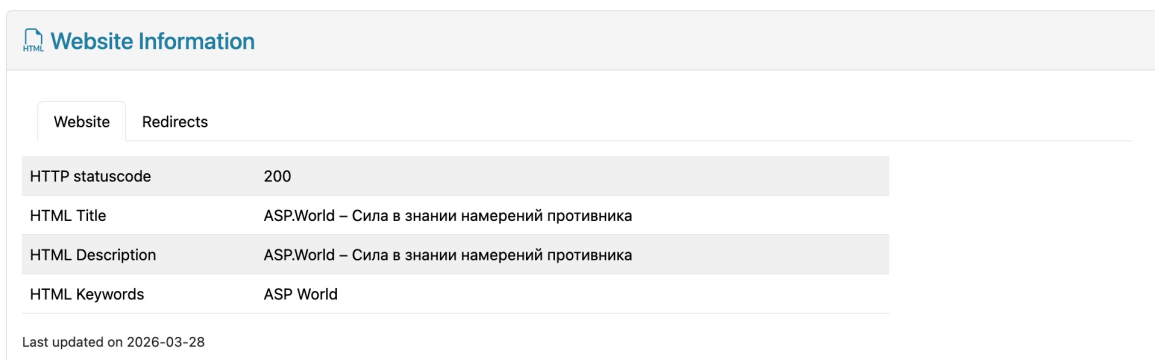 HTML Website Information
Website Redirects
HTTP statuscode 200
HTML Title ASP.World – Сила в знании намерений противника
HTML Description ASP.World – Сила в знании намерений противника
HTML Keywords ASP World
Last updated on 2026-03-28